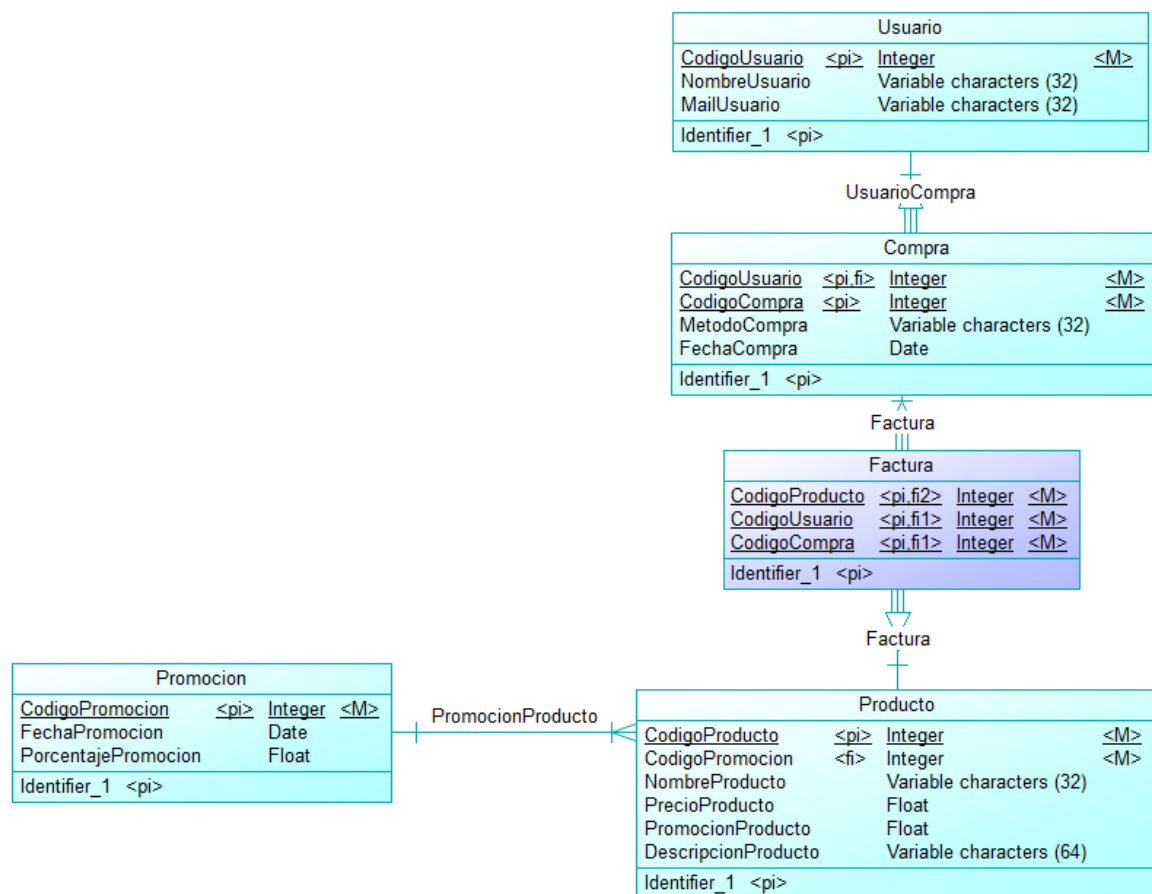 Usuario
CodigoUsuario <pi> Integer <M>
NombreUsuario Variable characters (32)
MailUsuario Variable characters (32)
Identifier_1 <pi>
UsuarioCompra
Compra
CodigoUsuario <pi,fi> Integer <M>
CodigoCompra <pi> Integer <M>
MetodoCompra Variable characters (32)
FechaCompra Date
Identifier_1 <pi>
Factura
Factura
CodigoProducto <pi,fi2> Integer <M>
CodigoUsuario <pi,fi1> Integer <M>
CodigoCompra <pi,fi1> Integer <M>
Identifier_1 <pi>
Factura
Promocion
CodigoPromocion <pi> Integer <M>
FechaPromocion Date
PorcentajePromocion Float
Identifier_1 <pi>
PromocionProducto
Producto
CodigoProducto <pi> Integer <M>
CodigoPromocion <fi> Integer <M>
NombreProducto Variable characters (32)
PrecioProducto Float
PromocionProducto Float
DescripcionProducto Variable characters (64)
Identifier_1 <pi>